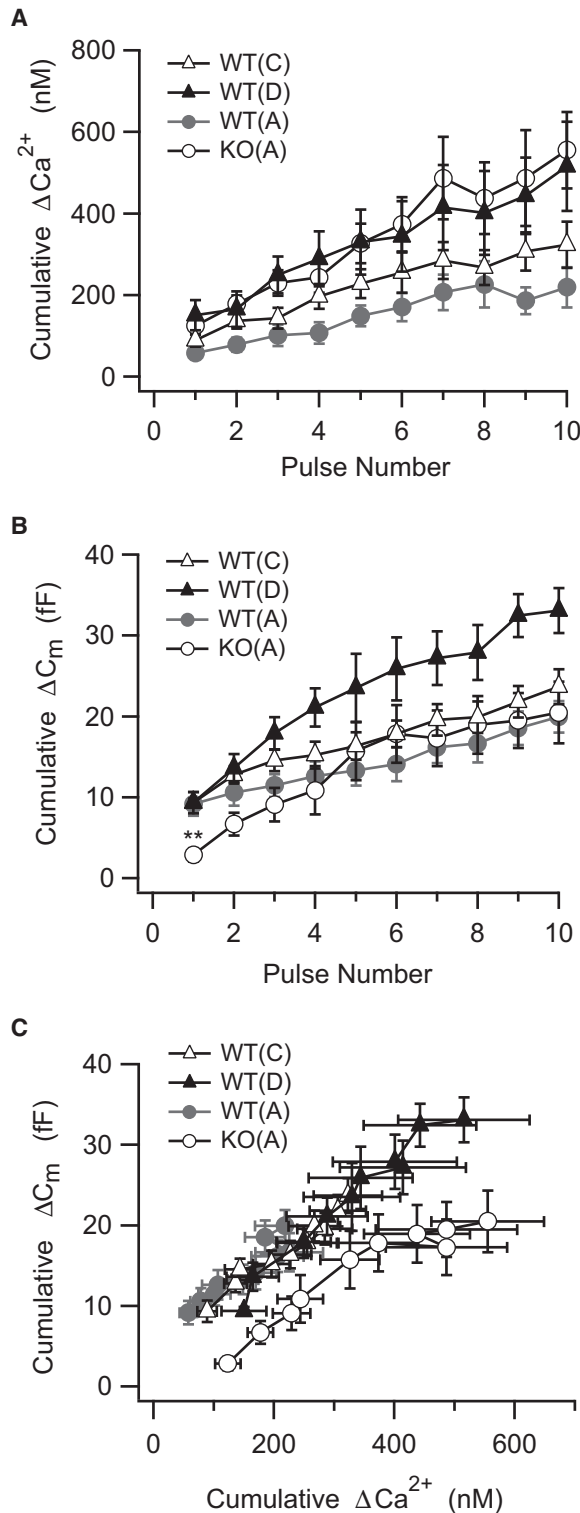 A
Cumulative ΔCa2+ (nM)
800
600
400
200
0
WT(C)
WT(D)
WT(A)
KO(A)
0 2 4 6 8 10
Pulse Number
B
Cumulative ΔCm (fF)
40
30
20
10
0
WT(C)
WT(D)
WT(A)
KO(A)
**
0 2 4 6 8 10
Pulse Number
C
Cumulative ΔCm (fF)
40
30
20
10
0
WT(C)
WT(D)
WT(A)
KO(A)
0 200 400 600
Cumulative ΔCa2+ (nM)